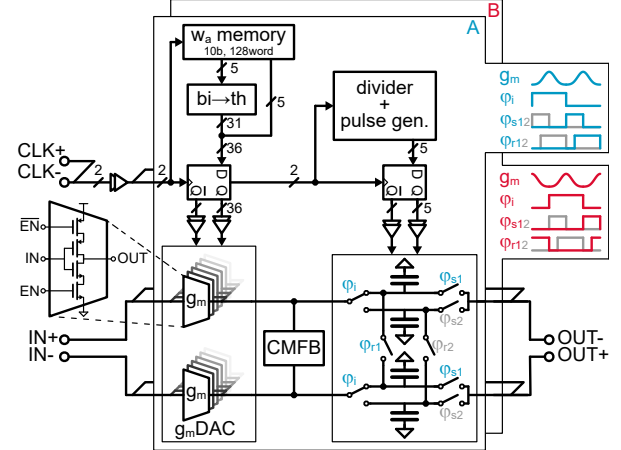 B
A
wa memory
10b, 128word
5
5
bi→th
31
36
divider
+
pulse gen.
5
gm
φi
φs12
φr12
gm
φi
φs12
φr12
CLK+
CLK-
2
2
D Q
Q̅
2
D Q
Q̅
36
5
E̅N̅
IN
EN
OUT
gm
φi
φs1
φs2
CMFB
φr1
φr2
IN+
IN-
OUT-
OUT+
gm
φi
φs1
φs2
gmDAC